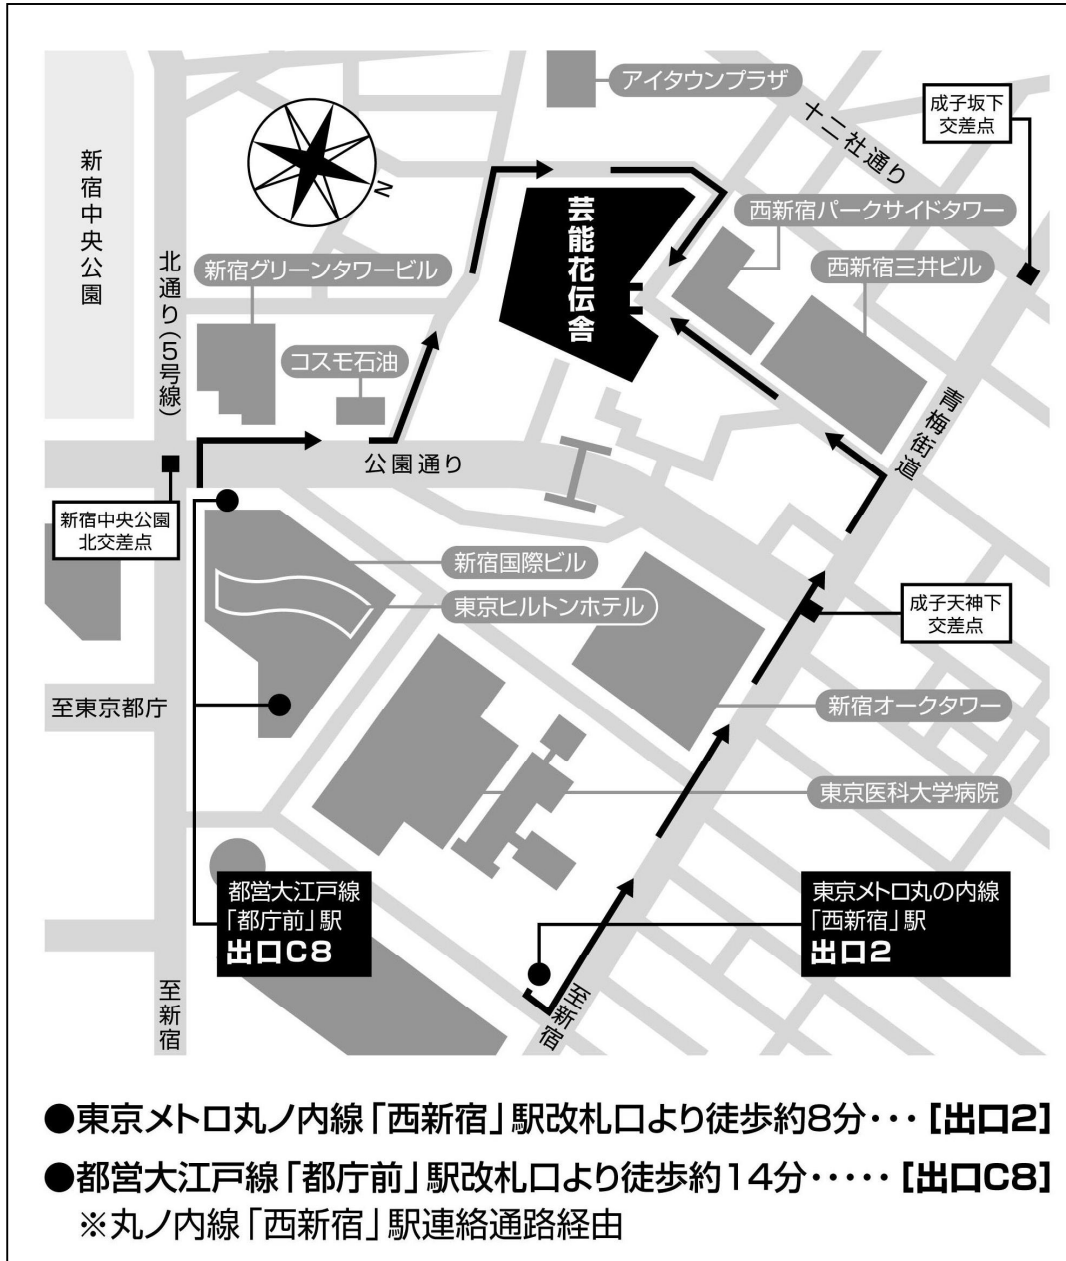 アイタウンプラザ
成子坂下
交差点
十二社通り
新宿中央公園
N
芸能花伝舎
西新宿パークサイドタワー
北通り(5号線)
新宿グリーンタワービル
西新宿三井ビル
コスモ石油
青梅街道
公園通り
新宿中央公園
北交差点
新宿国際ビル
東京ヒルトンホテル
成子天神下
交差点
至東京都庁
新宿オークタワー
東京医科大学病院
都営大江戸線
「都庁前」駅
出口C8
東京メトロ丸の内線
「西新宿」駅
出口2
至新宿
至新宿
●東京メトロ丸ノ内線「西新宿」駅改札口より徒歩約8分･･･ [出口2]
●都営大江戸線「都庁前」駅改札口より徒歩約14分･････ [出口C8]
※丸ノ内線「西新宿」駅連絡通路経由